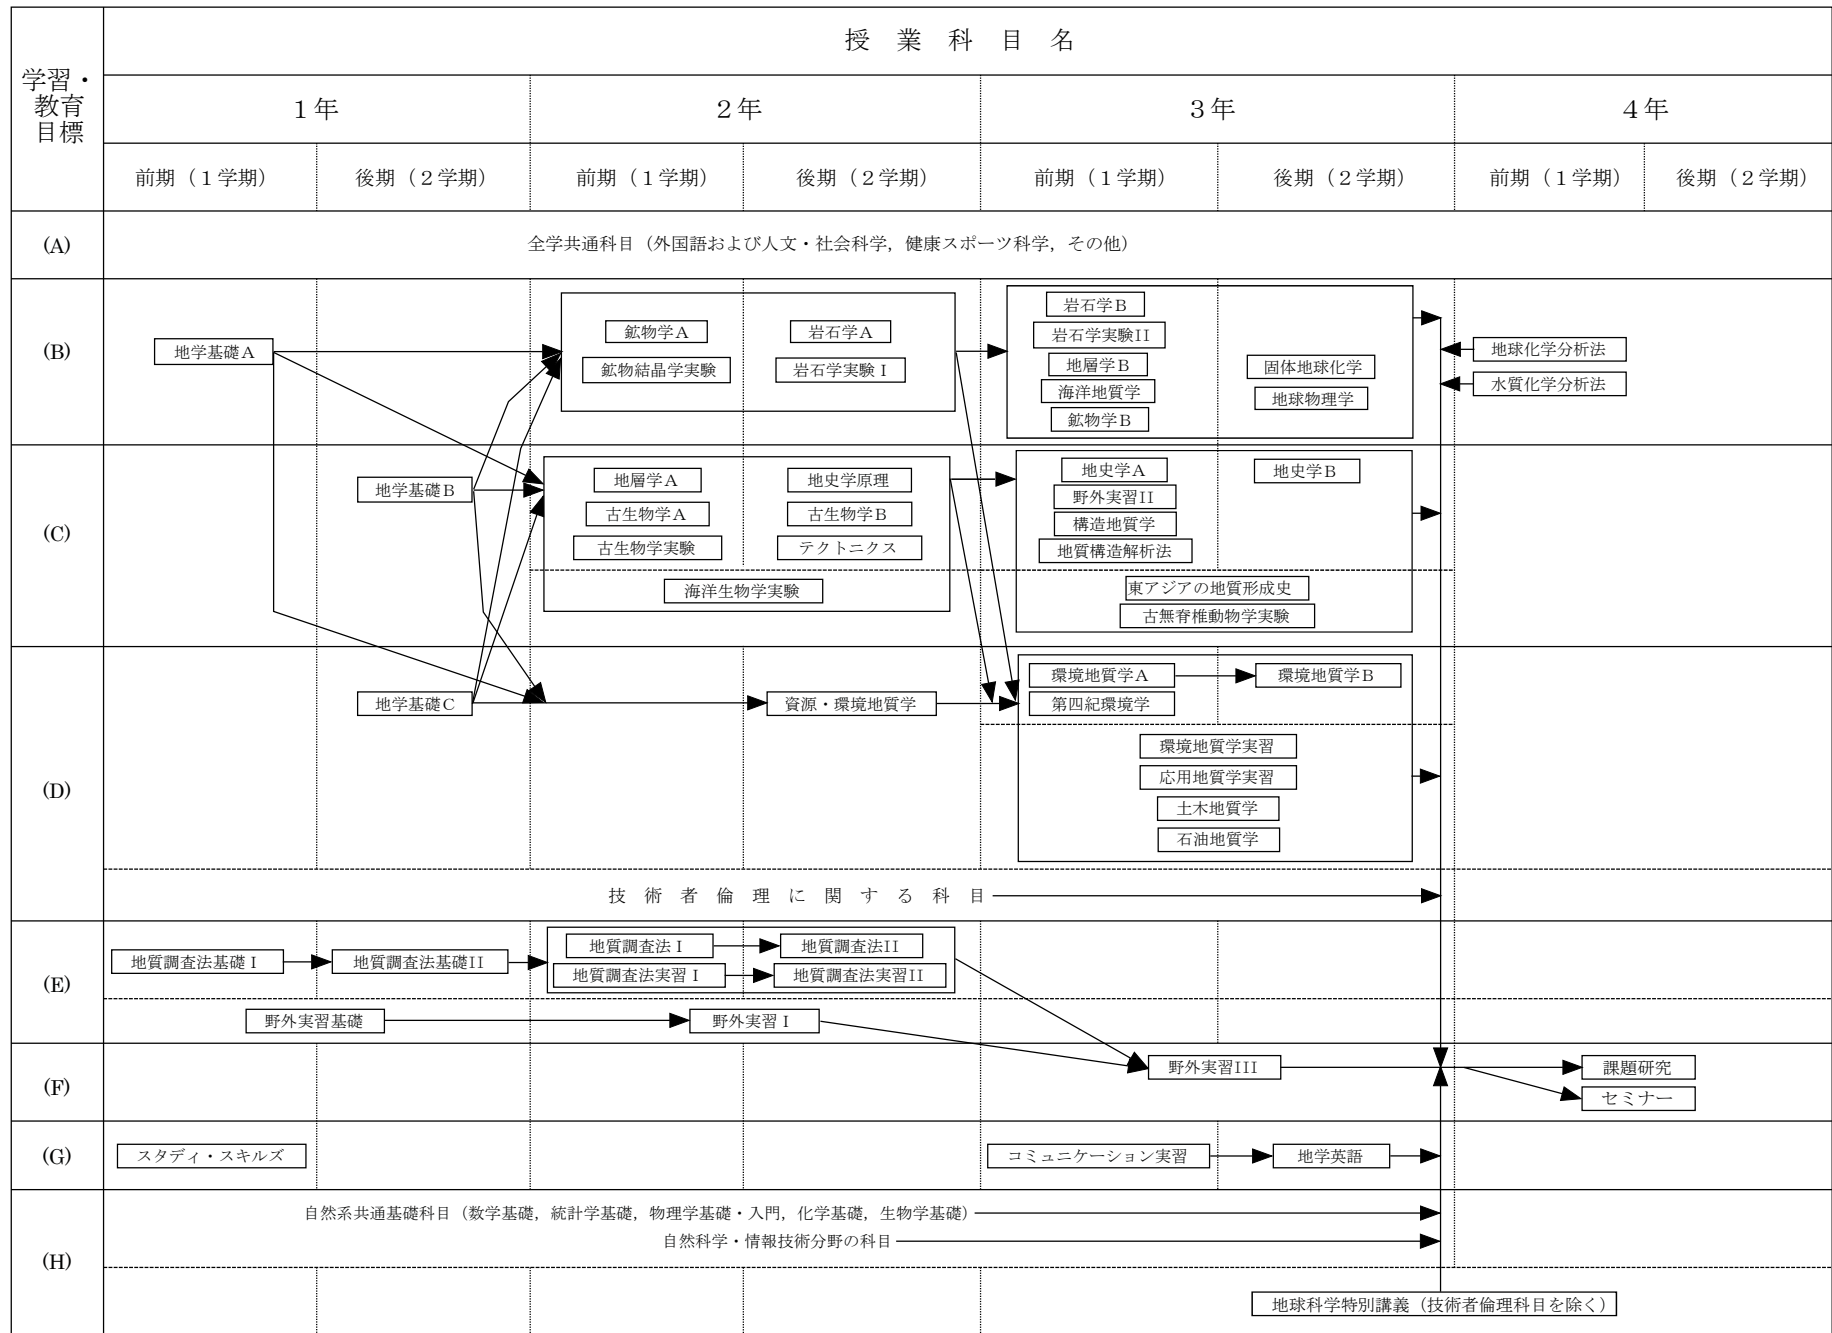 授 業 科 目 名
学習・
教育
目標
１年
２年
３年
４年
前期（１学期）
後期（２学期）
前期（１学期）
後期（２学期）
前期（１学期）
後期（２学期）
前期（１学期）
後期（２学期）
(A)
全学共通科目（外国語および人文・社会科学，健康スポーツ科学，その他）
(B)
地学基礎A
鉱物学A
鉱物結晶学実験
岩石学A
岩石学実験Ⅰ
岩石学B
岩石学実験II
地層学B
海洋地質学
鉱物学B
固体地球化学
地球物理学
地球化学分析法
水質化学分析法
(C)
地学基礎B
地層学A
古生物学A
古生物学実験
地史学原理
古生物学B
テクトニクス
海洋生物学実験
地史学A
野外実習II
構造地質学
地質構造解析法
地史学B
東アジアの地質形成史
古無脊椎動物学実験
(D)
地学基礎C
資源・環境地質学
環境地質学A
第四紀環境学
環境地質学B
環境地質学実習
応用地質学実習
土木地質学
石油地質学
技 術 者 倫 理 に 関 す る 科 目
(E)
地質調査法基礎Ⅰ
地質調査法基礎II
地質調査法Ⅰ
地質調査法II
地質調査法実習Ⅰ
地質調査法実習II
野外実習基礎
野外実習Ⅰ
(F)
野外実習III
課題研究
セミナー
(G)
スタディ・スキルズ
コミュニケーション実習
地学英語
(H)
自然系共通基礎科目（数学基礎，統計学基礎，物理学基礎・入門，化学基礎，生物学基礎）
自然科学・情報技術分野の科目
地球科学特別講義（技術者倫理科目を除く）